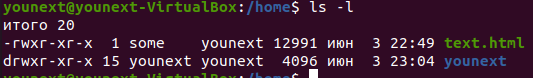 younext@younext-VirtualBox:/home$ ls -l
итого 20
-rwxr-xr-x 1 some younext 12991 июн 3 22:49 text.html
drwxr-xr-x 15 younext younext 4096 июн 3 23:04 younext
younext@younext-VirtualBox:/home$